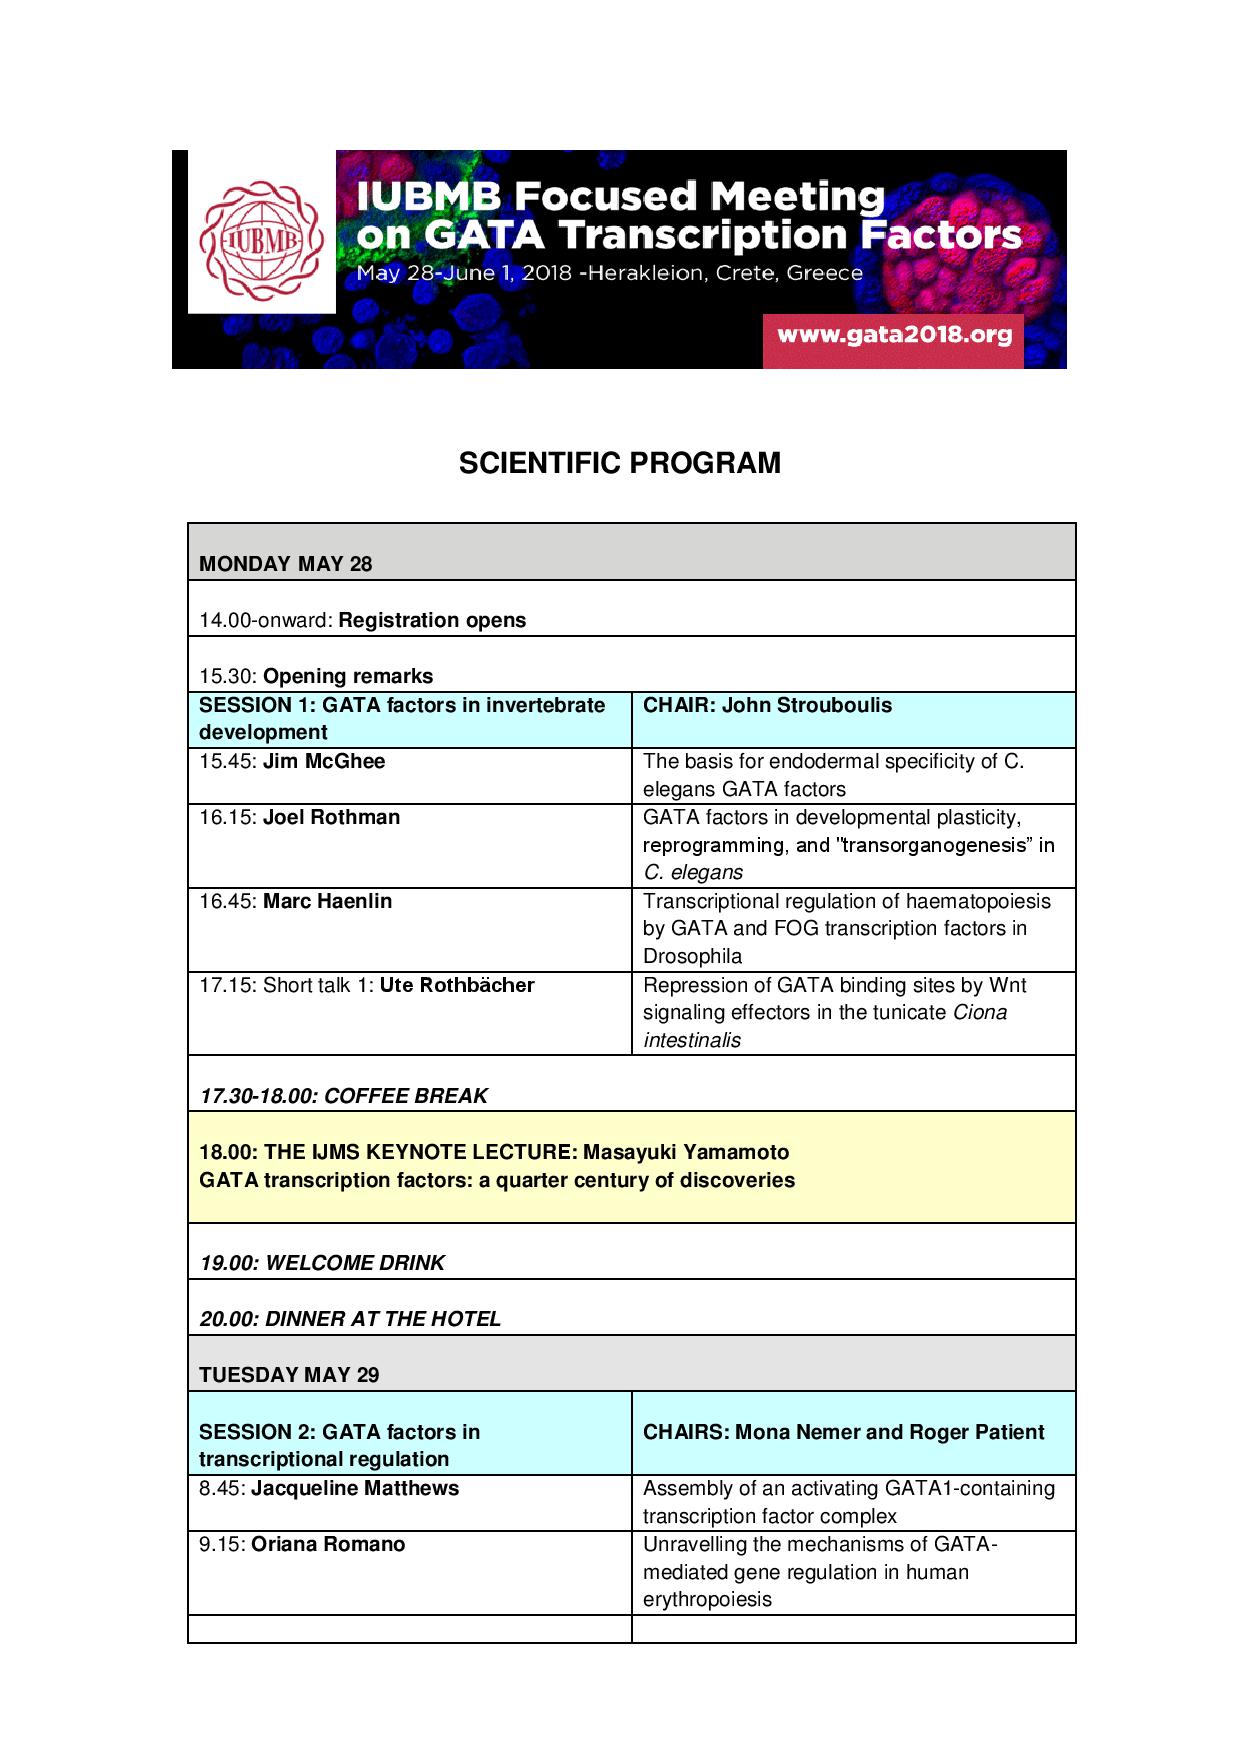 IUBMB
IUBMB Focused Meeting
on GATA Transcription Factors
May 28-June 1, 2018 -Herakleion, Crete, Greece
www.gata2018.org
SCIENTIFIC PROGRAM
MONDAY MAY 28
14.00-onward: Registration opens
15.30: Opening remarks
SESSION 1: GATA factors in invertebrate
development
CHAIR: John Strouboulis
15.45: Jim McGhee
The basis for endodermal specificity of C.
elegans GATA factors
16.15: Joel Rothman
GATA factors in developmental plasticity,
reprogramming, and "transorganogenesis” in
C. elegans
16.45: Marc Haenlin
Transcriptional regulation of haematopoiesis
by GATA and FOG transcription factors in
Drosophila
17.15: Short talk 1: Ute Rothbächer
Repression of GATA binding sites by Wnt
signaling effectors in the tunicate Ciona
intestinalis
17.30-18.00: COFFEE BREAK
18.00: THE IJMS KEYNOTE LECTURE: Masayuki Yamamoto
GATA transcription factors: a quarter century of discoveries
19.00: WELCOME DRINK
20.00: DINNER AT THE HOTEL
TUESDAY MAY 29
SESSION 2: GATA factors in
transcriptional regulation
CHAIRS: Mona Nemer and Roger Patient
8.45: Jacqueline Matthews
Assembly of an activating GATA1-containing
transcription factor complex
9.15: Oriana Romano
Unravelling the mechanisms of GATA-
mediated gene regulation in human
erythropoiesis